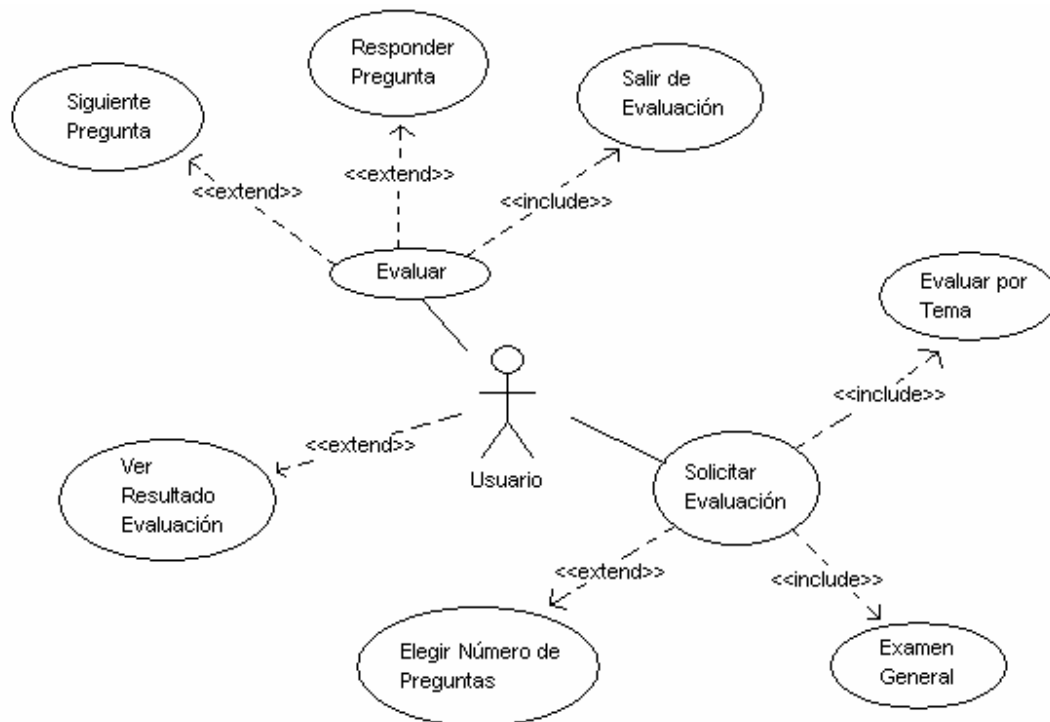 Responder
Pregunta
Salir de
Evaluación
Siguiente
Pregunta
<<extend>>
<<extend>>
<<include>>
Evaluar
Evaluar por
Tema
<<include>>
<<extend>>
Ver
Resultado
Evaluación
Usuario
Solicitar
Evaluación
<<extend>>
<<include>>
Elegir Número de
Preguntas
Examen
General